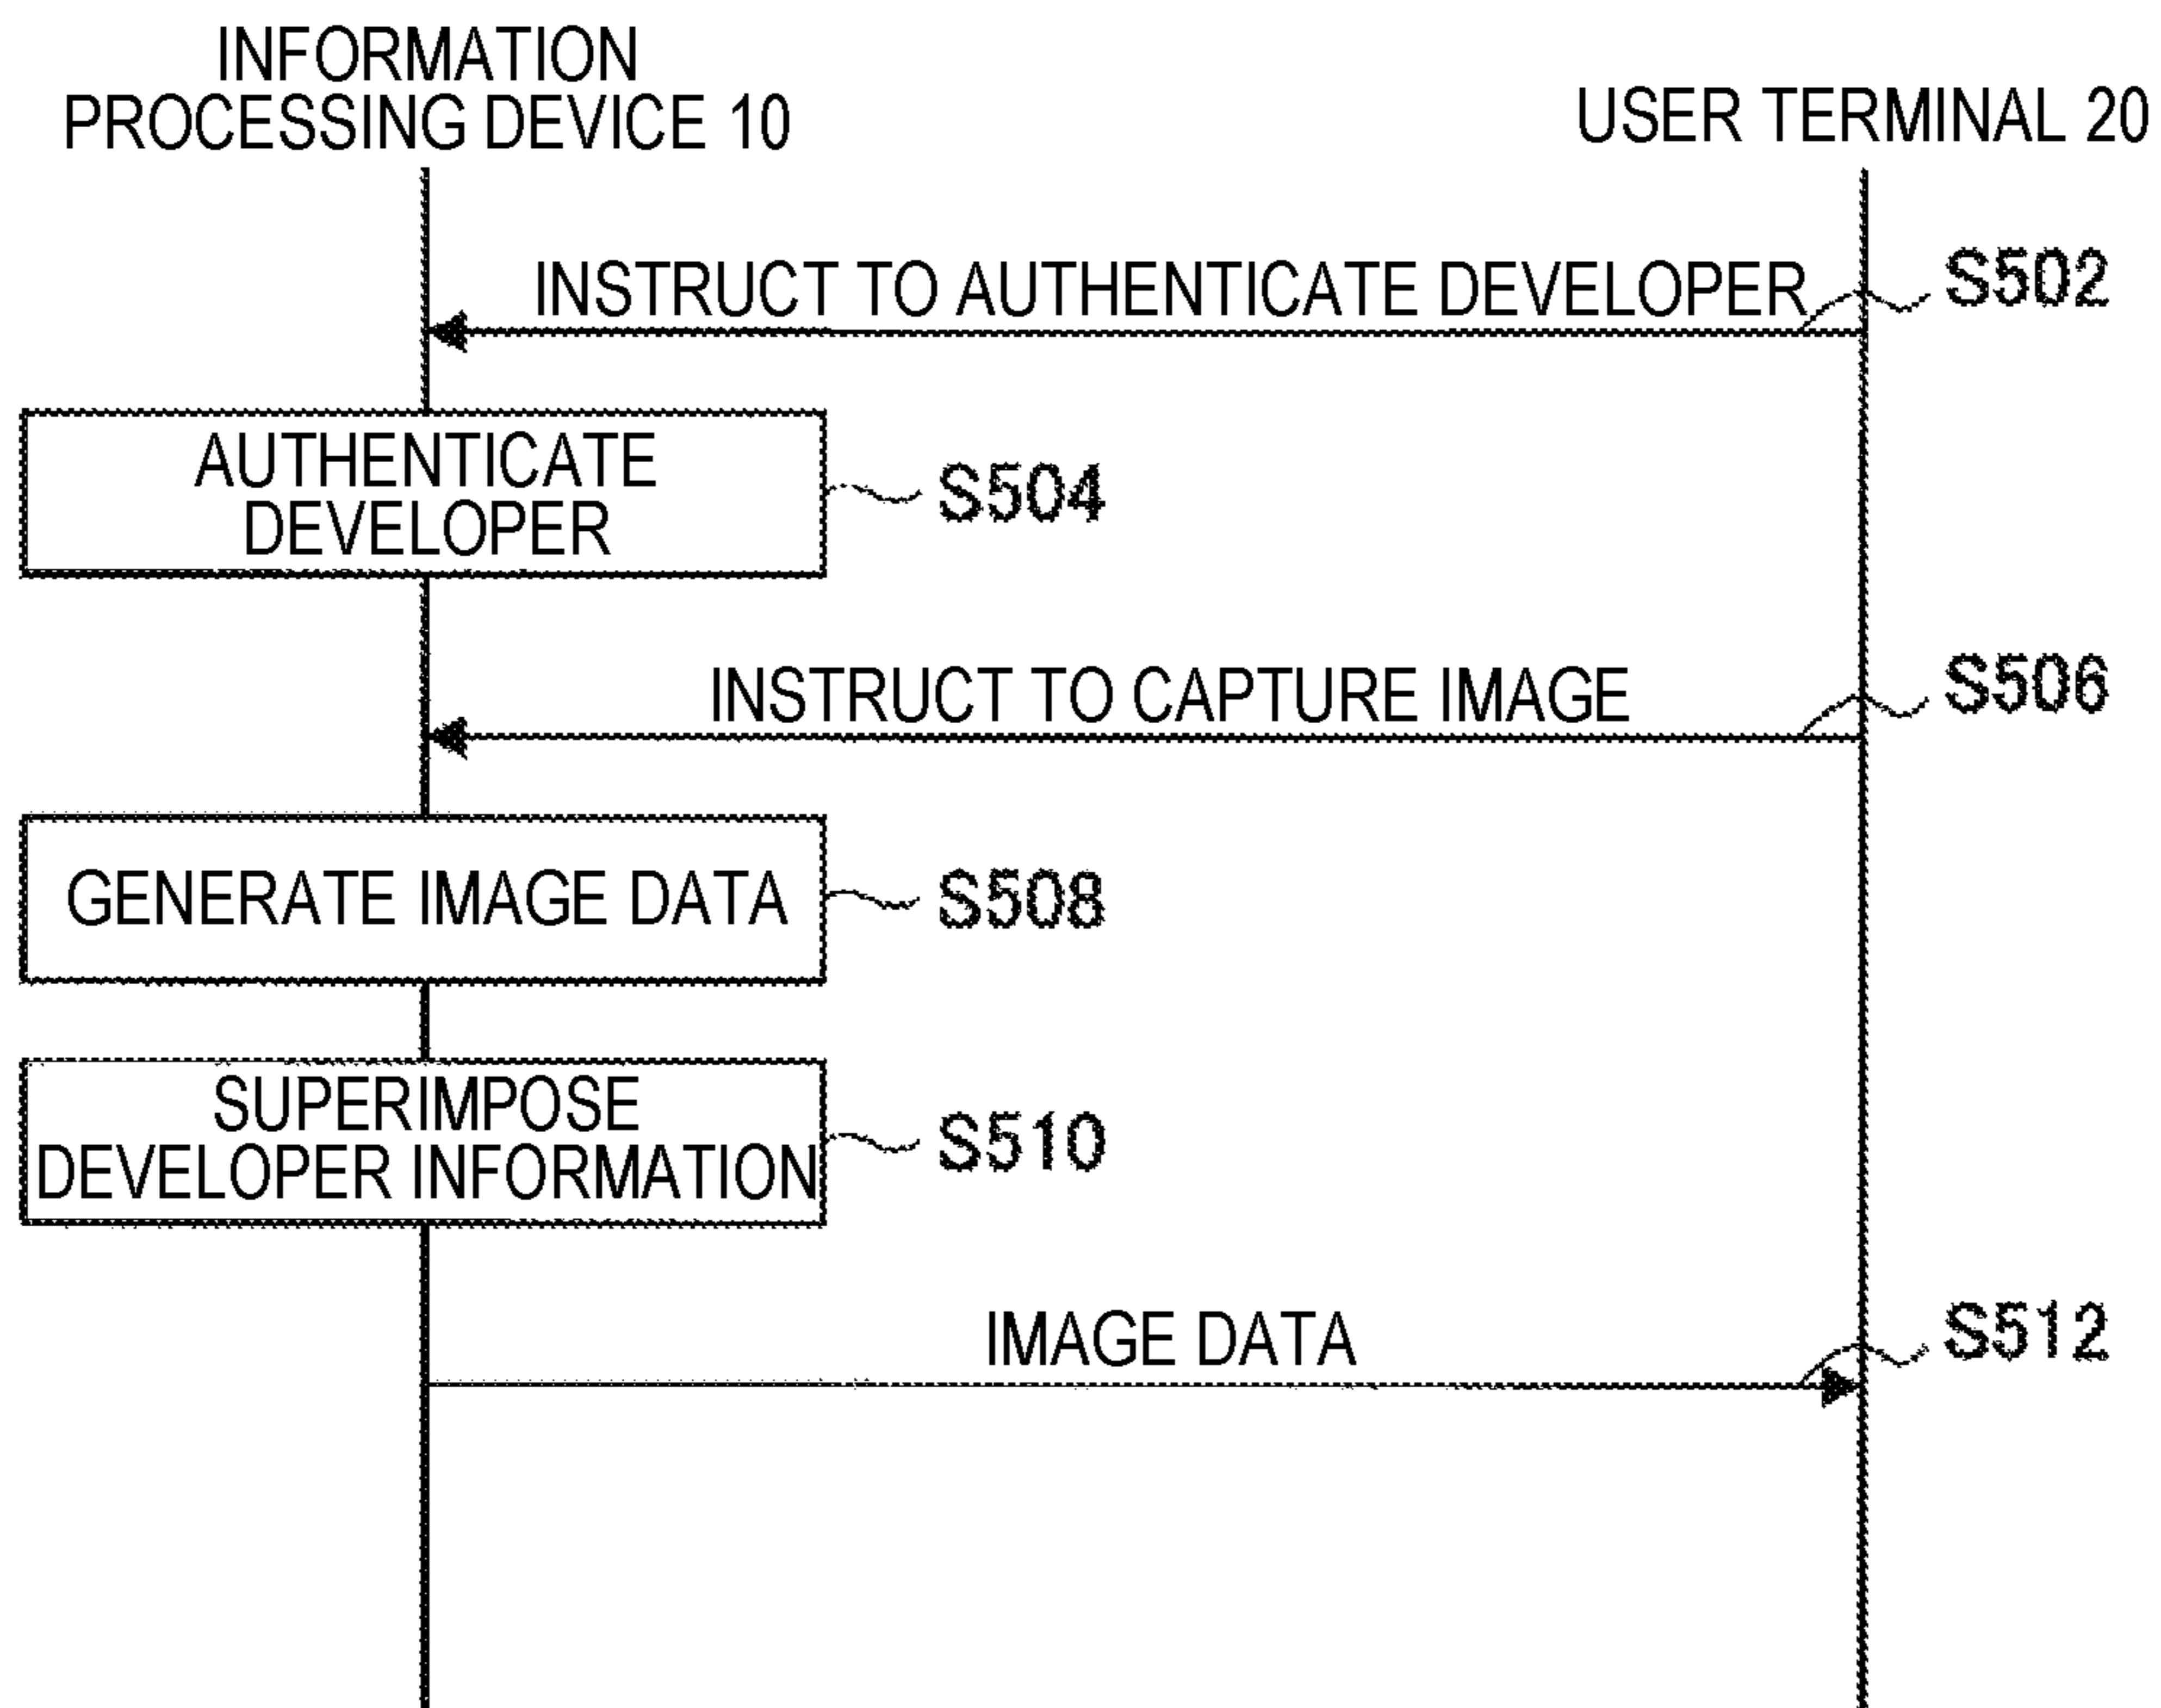 INFORMATION
PROCESSING DEVICE 10
USER TERMINAL 20
INSTRUCT TO AUTHENTICATE DEVELOPER
S502
AUTHENTICATE
DEVELOPER
S504
INSTRUCT TO CAPTURE IMAGE
S506
GENERATE IMAGE DATA
S508
SUPERIMPOSE
DEVELOPER INFORMATION
S510
IMAGE DATA
S512